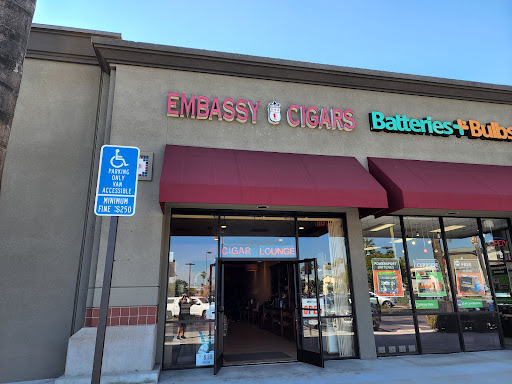 EMBASSY CIGARS
Batteries+Bulbs
PARKING
ONLY
VAN
ACCESSIBLE
MINIMUM
FINE $250
CIGAR LOUNGE